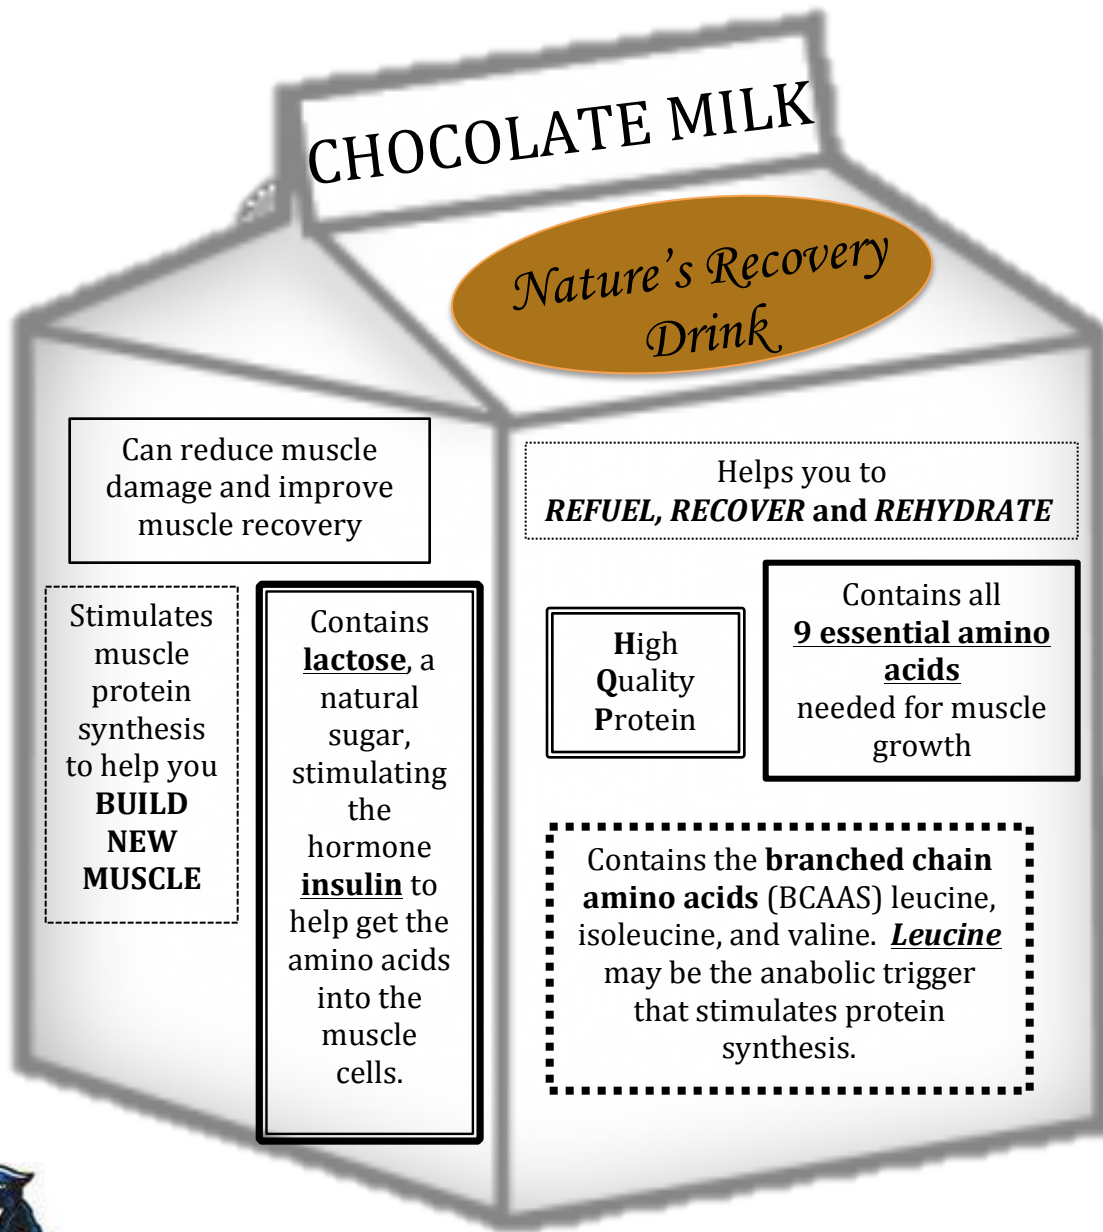 CHOCOLATE MILK
Nature's Recovery
Drink
Can reduce muscle
damage and improve
muscle recovery
Stimulates
muscle
protein
synthesis
to help you
BUILD
NEW
MUSCLE
Contains
lactose, a
natural
sugar,
stimulating
the
hormone
insulin to
help get the
amino acids
into the
muscle
cells.
Helps you to
REFUEL, RECOVER and REHYDRATE
High
Quality
Protein
Contains all
9 essential amino
acids
needed for muscle
growth
Contains the branched chain
amino acids (BCAAS) leucine,
isoleucine, and valine. Leucine
may be the anabolic trigger
that stimulates protein
synthesis.